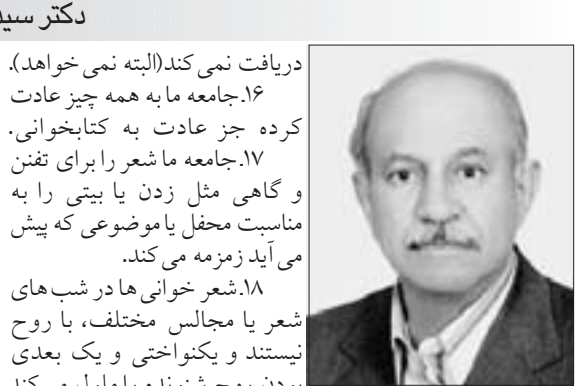 دکتر سید
دریافت نمی‌کند(البته نمی‌خواهد).
۱۶.جامعه ما به همه چیز عادت
کرده جز عادت به کتابخوانی.
۱۷.جامعه ما شعر را برای تفنن
و گاهی مثل زدن یا بیتی را به
مناسبت محفل یا موضوعی که پیش
می‌آید زمزمه می‌کند.
۱۸.شعر خوانی‌ها در شب‌های
شعر یا مجالس مختلف، با روح
نیستند و یکنواختی و یک بعدی